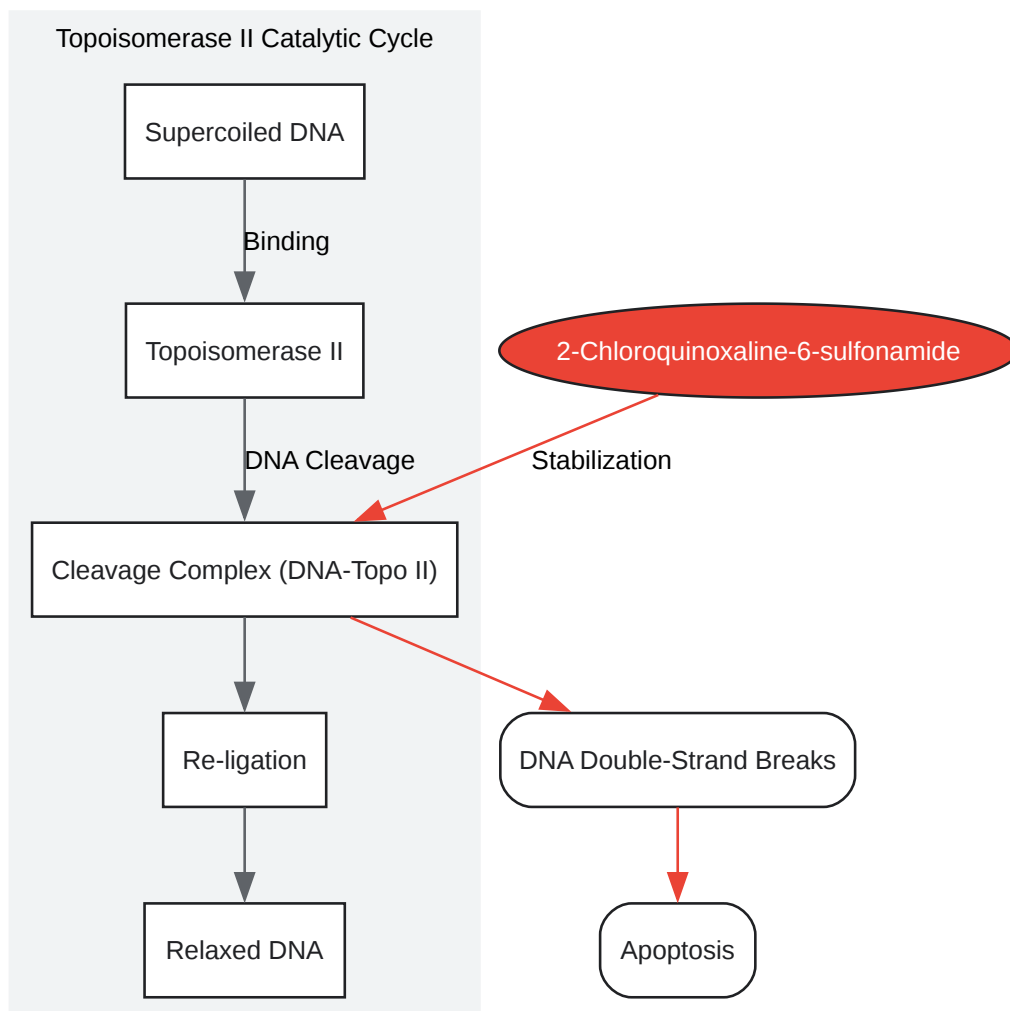 Topoisomerase II Catalytic Cycle
Supercoiled DNA
Binding
Topoisomerase II
2-Chloroquinoxaline-6-sulfonamide
DNA Cleavage
Stabilization
Cleavage Complex (DNA-Topo II)
Re-ligation
DNA Double-Strand Breaks
Relaxed DNA
Apoptosis